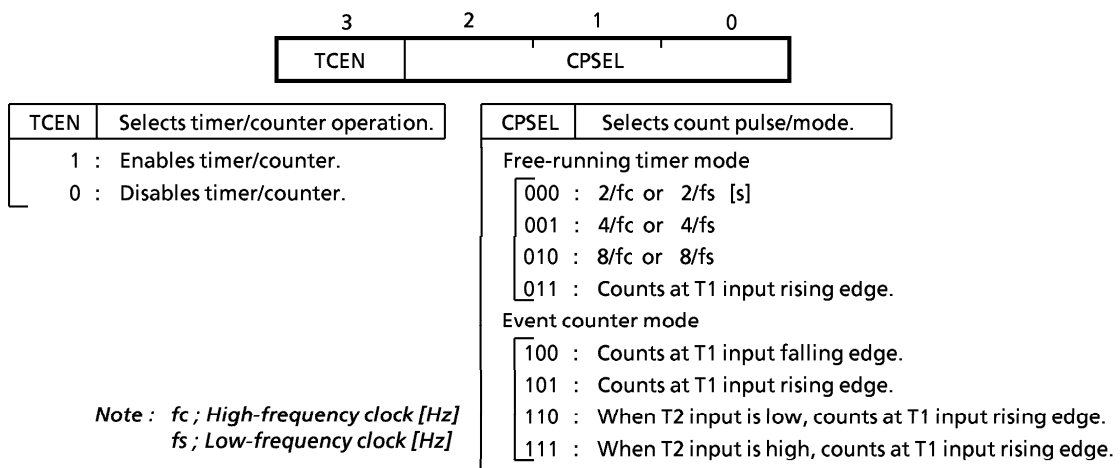 3 2 1 0
TCEN CPSEL
TCEN Selects timer/counter operation.
1 : Enables timer/counter.
0 : Disables timer/counter.
CPSEL Selects count pulse/mode.
Free-running timer mode
000 : 2/fc or 2/fs [s]
001 : 4/fc or 4/fs
010 : 8/fc or 8/fs
011 : Counts at T1 input rising edge.
Event counter mode
100 : Counts at T1 input falling edge.
101 : Counts at T1 input rising edge.
110 : When T2 input is low, counts at T1 input rising edge.
111 : When T2 input is high, counts at T1 input rising edge.
Note : fc ; High-frequency clock [Hz]
fs ; Low-frequency clock [Hz]